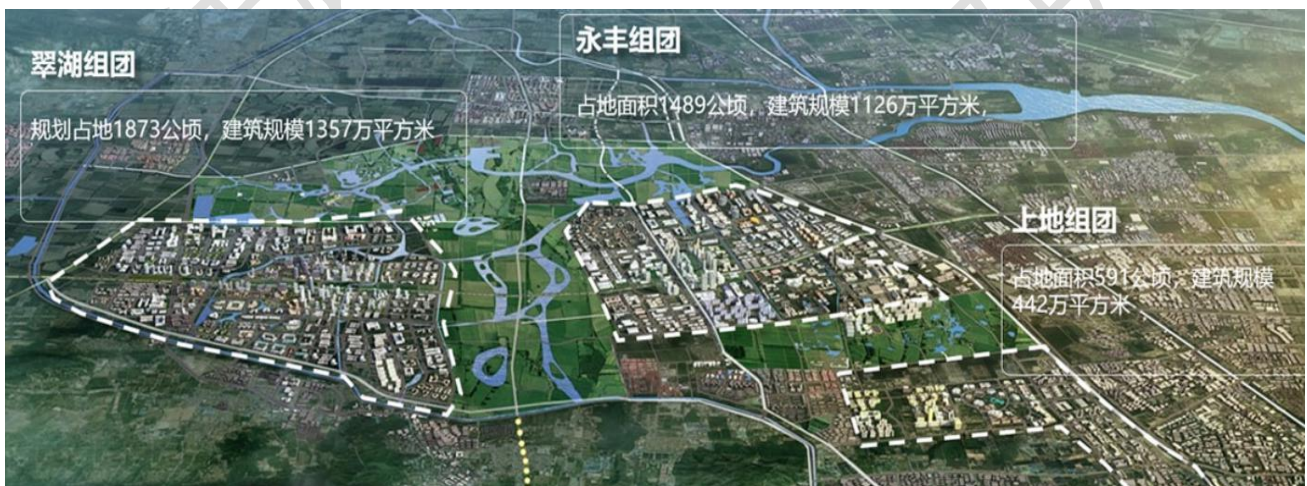 翠湖组团
规划占地1873公顷，建筑规模1357万平方米
永丰组团
占地面积1489公顷，建筑规模1126万平方米，
上地组团
占地面积591公顷，建筑规模
442万平方米，